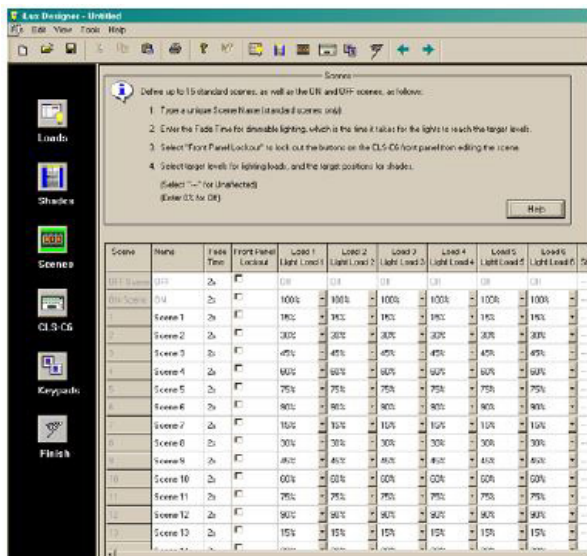 iLux Designer - Untitled
File Edit View Tools Help
Scenes
Define up to 16 standard scenes, as well as the ON and OFF scenes, as follows:
1. Type a unique Scene Name (standard scenes only)
2. Enter the Fade Time for dimmable lighting, which is the time it takes for the lights to reach the target levels.
3. Select "Front Panel Lockout" to lock out the buttons on the CLS-C6 front panel from editing the scene.
4. Select target levels for lighting loads, and the target positions for shades.
(Select "---" for Unaffected)
(Enter 0% for Off)
Help
Loads
Shades
Scenes
CLS-C6
Keypads
Finish
Scene Name Fade Time Front Panel Lockout Load 1 Light Load 1 Load 2 Light Load 2 Load 3 Light Load 3 Load 4 Light Load 4 Load 5 Light Load 5 Load 6 Light Load 6
OFF Scene OFF 2s Off Off Off Off Off Off
ON Scene ON 2s 100% 100% 100% 100% 100% 100%
Scene 1 2s 15% 15% 15% 15% 15% 15%
2 Scene 2 2s 30% 30% 30% 30% 30% 30%
3 Scene 3 2s 45% 45% 45% 45% 45% 45%
4 Scene 4 2s 60% 60% 60% 60% 60% 60%
5 Scene 5 2s 75% 75% 75% 75% 75% 75%
6 Scene 6 2s 90% 90% 90% 90% 90% 90%
7 Scene 7 2s 15% 15% 15% 15% 15% 15%
8 Scene 8 2s 30% 30% 30% 30% 30% 30%
9 Scene 9 2s 45% 45% 45% 45% 45% 45%
10 Scene 10 2s 60% 60% 60% 60% 60% 60%
11 Scene 11 2s 75% 75% 75% 75% 75% 75%
12 Scene 12 2s 90% 90% 90% 90% 90% 90%
13 Scene 13 2s 15% 15% 15% 15% 15% 15%